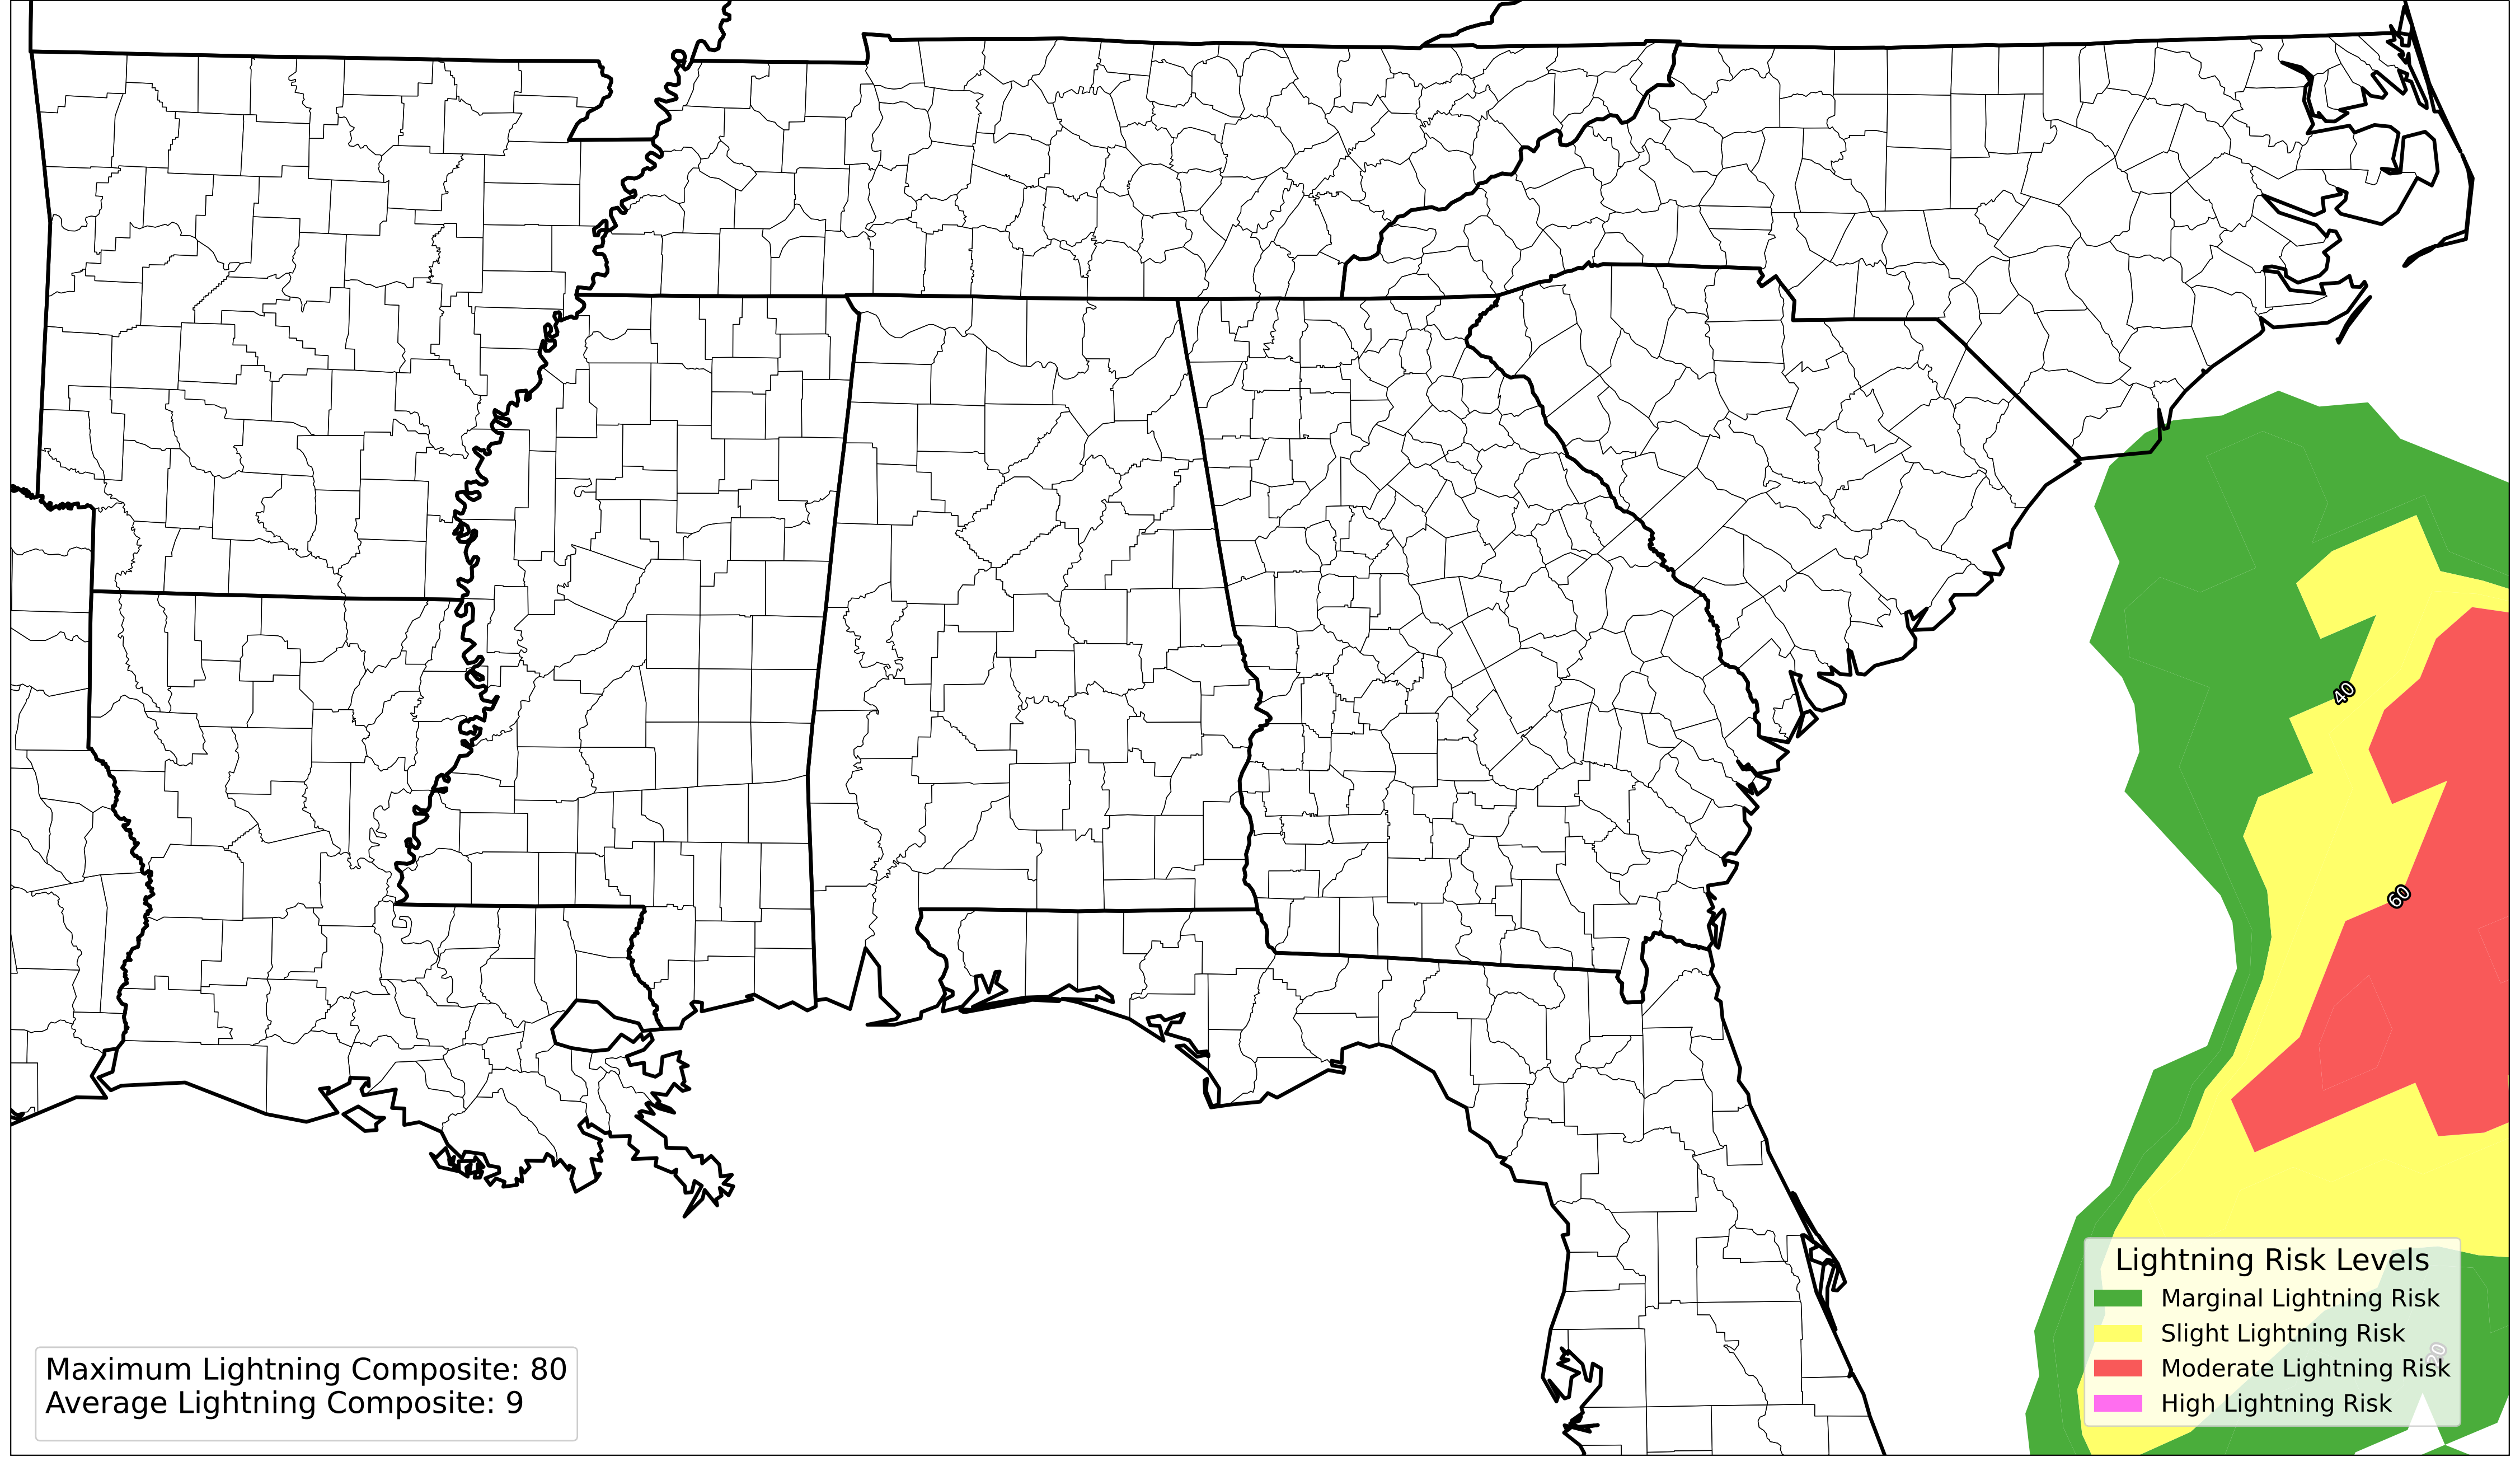 40
60
Lightning Risk Levels
Marginal Lightning Risk
Slight Lightning Risk
Moderate Lightning Risk
High Lightning Risk
Maximum Lightning Composite: 80
Average Lightning Composite: 9